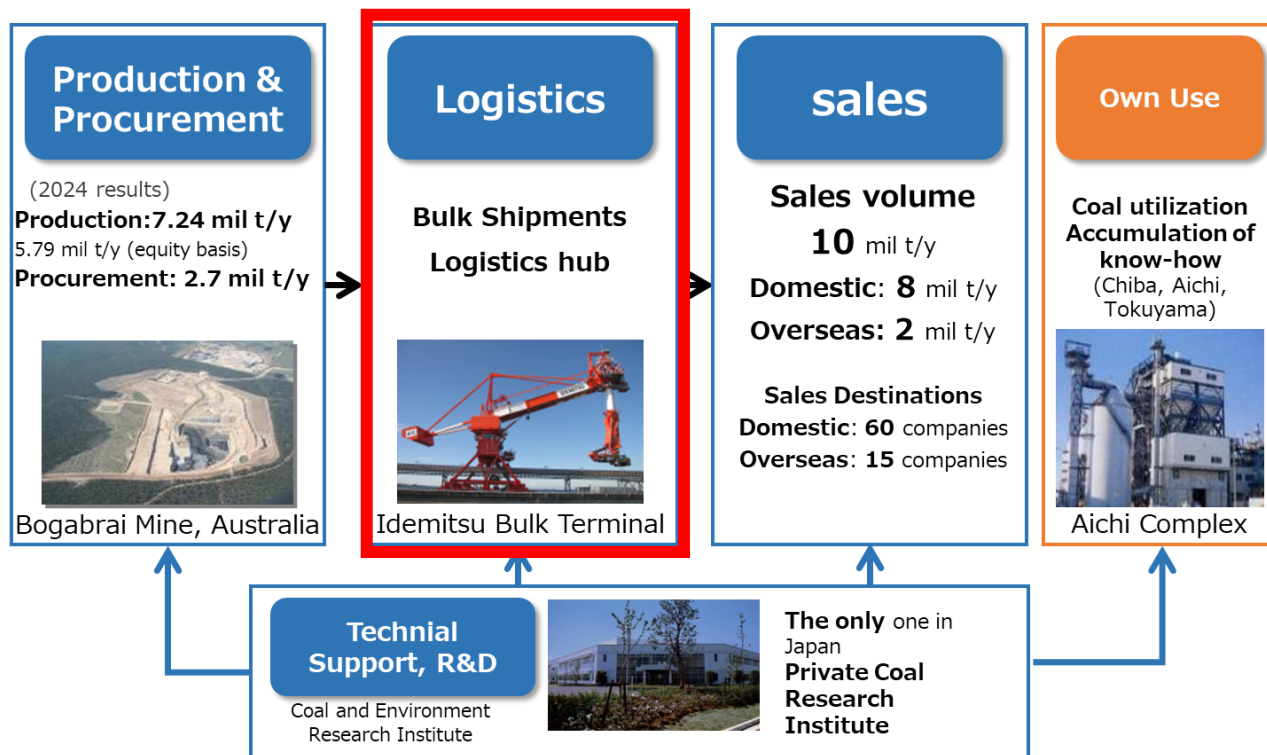 Production &
Procurement
(2024 results)
Production:7.24 mil t/y
5.79 mil t/y (equity basis)
Procurement: 2.7 mil t/y
Bogabrai Mine, Australia
Logistics
Bulk Shipments
Logistics hub
Idemitsu Bulk Terminal
sales
Sales volume
10 mil t/y
Domestic: 8 mil t/y
Overseas: 2 mil t/y
Sales Destinations
Domestic: 60 companies
Overseas: 15 companies
Own Use
Coal utilization
Accumulation of
know-how
(Chiba, Aichi,
Tokuyama)
Aichi Complex
Technial
Support, R&D
Coal and Environment
Research Institute
The only one in
Japan
Private Coal
Research
Institute